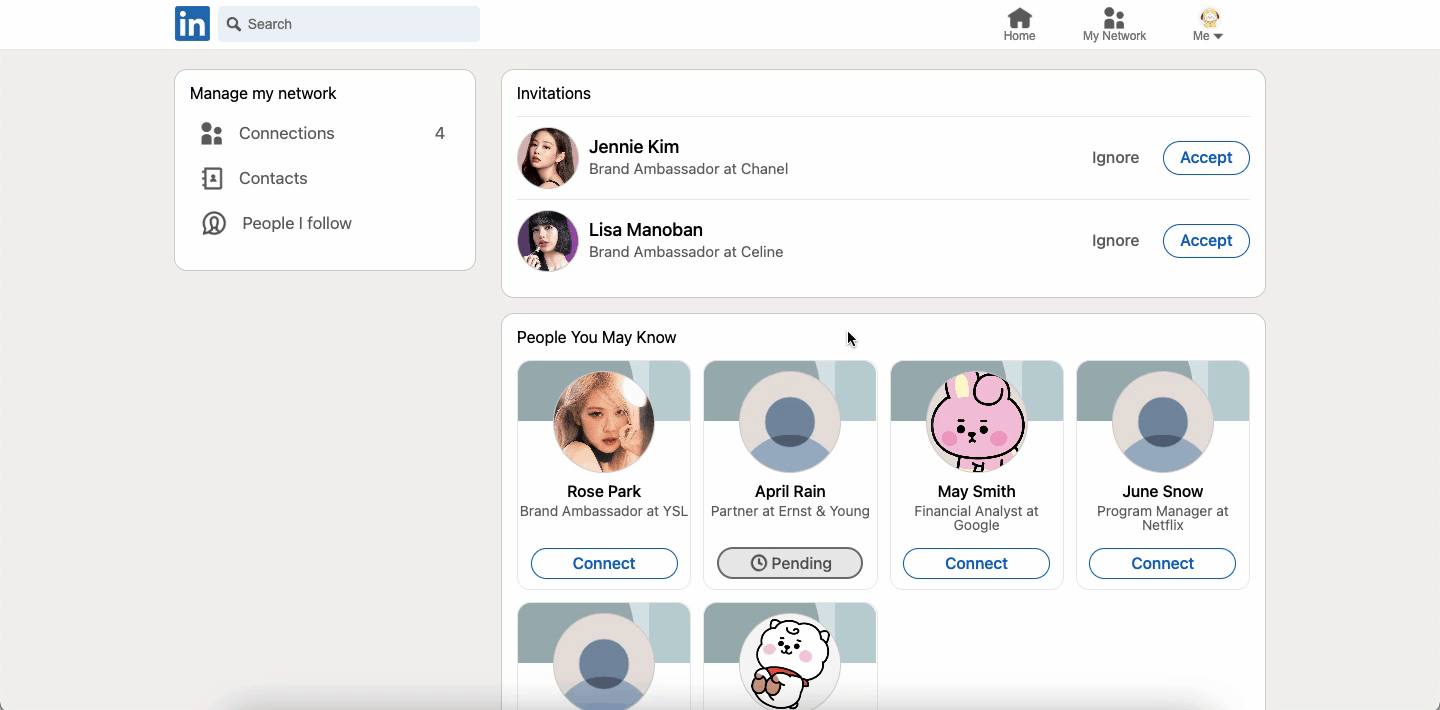 in
Search
Home
My Network
Me
Manage my network
Connections
4
Contacts
People I follow
Invitations
Jennie Kim
Brand Ambassador at Chanel
Ignore
Accept
Lisa Manoban
Brand Ambassador at Celine
Ignore
Accept
People You May Know
Rose Park
Brand Ambassador at YSL
Connect
April Rain
Partner at Ernst & Young
Pending
May Smith
Financial Analyst at
Google
Connect
June Snow
Program Manager at
Netflix
Connect